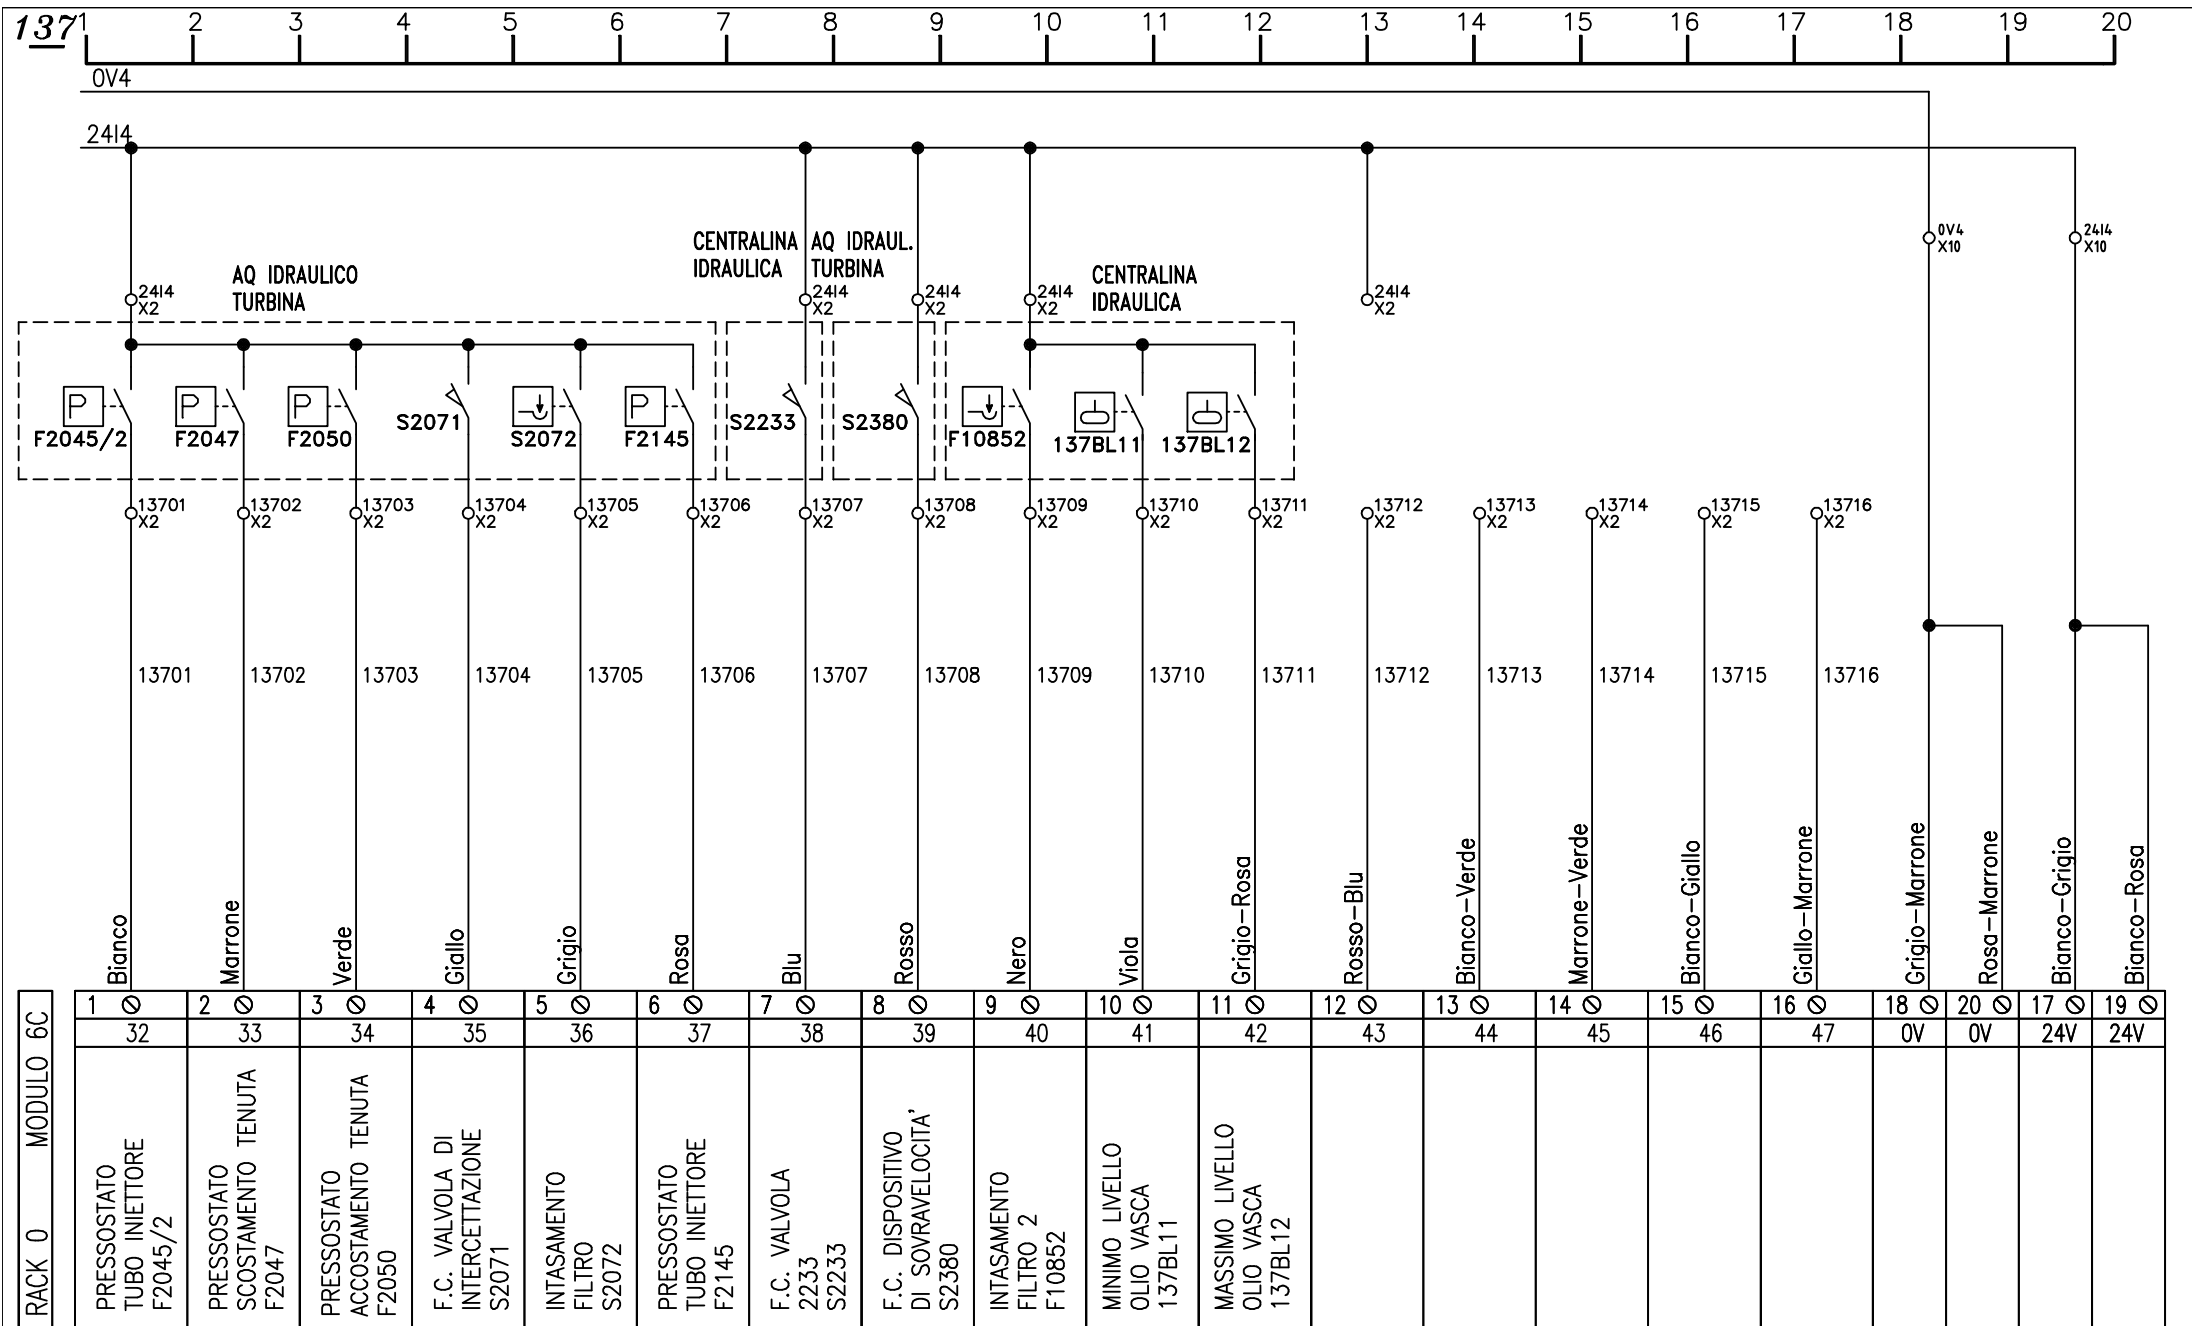 137
1 2 3 4 5 6 7 8 9 10 11 12 13 14 15 16 17 18 19 20
0V4
24I4
0V4
X10
24I4
X10
CENTRALINA
IDRAULICA
AQ IDRAUL.
TURBINA
AQ IDRAULICO
TURBINA
CENTRALINA
IDRAULICA
24I4
X2
24I4
X2
24I4
X2
24I4
X2
24I4
X2
P
F2045/2
P
F2047
P
F2050
S2071
S2072
P
F2145
S2233
S2380
F10852
137BL11
137BL12
13701
X2
13702
X2
13703
X2
13704
X2
13705
X2
13706
X2
13707
X2
13708
X2
13709
X2
13710
X2
13711
X2
13712
X2
13713
X2
13714
X2
13715
X2
13716
X2
13701 13702 13703 13704 13705 13706 13707 13708 13709 13710 13711 13712 13713 13714 13715 13716
Bianco
Marrone
Verde
Giallo
Grigio
Rosa
Blu
Rosso
Nero
Viola
Grigio-Rosa
Rosso-Blu
Bianco-Verde
Marrone-Verde
Bianco-Giallo
Giallo-Marrone
Grigio-Marrone
Rosa-Marrone
Bianco-Grigio
Bianco-Rosa
1 2 3 4 5 6 7 8 9 10 11 12 13 14 15 16 18 20 17 19
32 33 34 35 36 37 38 39 40 41 42 43 44 45 46 47 0V 0V 24V 24V
RACK 0 MODULO 6C
PRESSOSTATO
TUBO INIETTORE
F2045/2
PRESSOSTATO
SCOSTAMENTO TENUTA
F2047
PRESSOSTATO
ACCOSTAMENTO TENUTA
F2050
F.C. VALVOLA DI
INTERCETTAZIONE
S2071
INTASAMENTO
FILTRO
S2072
PRESSOSTATO
TUBO INIETTORE
F2145
F.C. VALVOLA
2233
S2233
F.C. DISPOSITIVO
DI SOVRAVELOCITA'
S2380
INTASAMENTO
FILTRO 2
F10852
MINIMO LIVELLO
OLIO VASCA
137BL11
MASSIMO LIVELLO
OLIO VASCA
137BL12